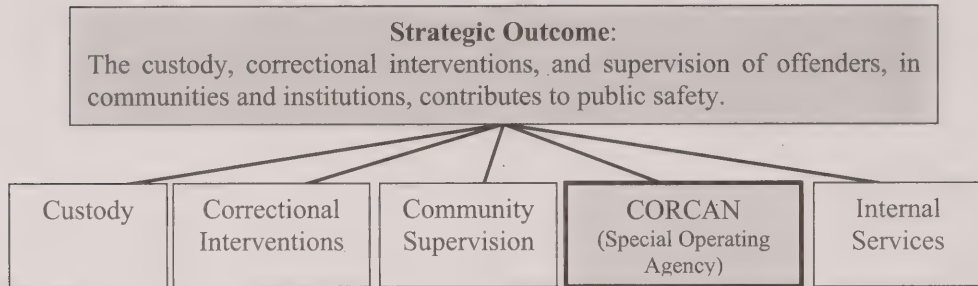 Strategic Outcome:
The custody, correctional interventions, and supervision of offenders, in
communities and institutions, contributes to public safety.
Custody
Correctional
Interventions
Community
Supervision
CORCAN
(Special Operating
Agency)
Internal
Services